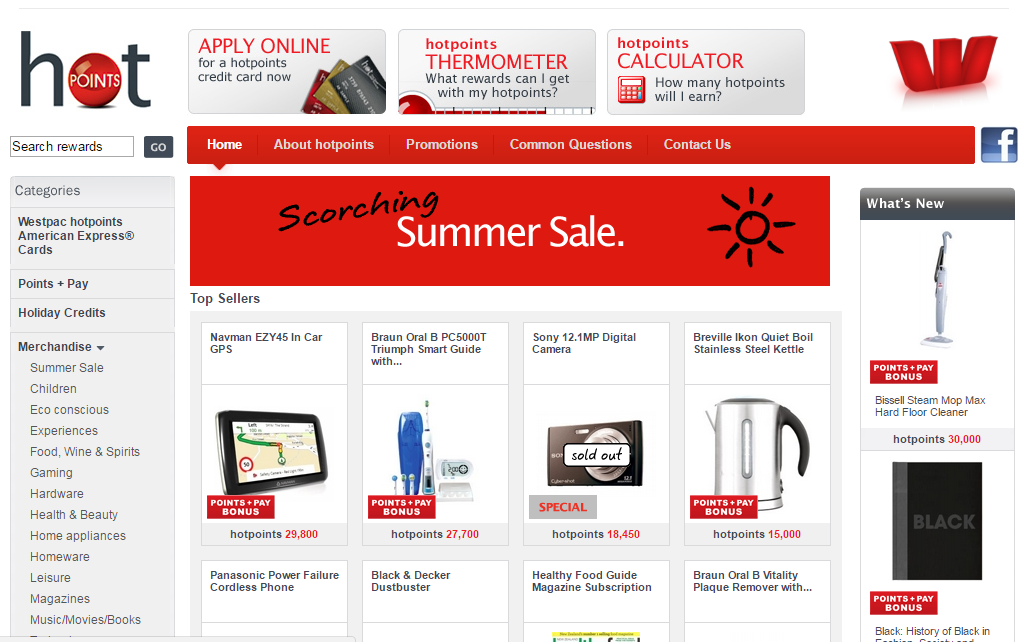 hot
POINTS
APPLY ONLINE
for a hotpoints
credit card now
hot
hotpoints
THERMOMETER
What rewards can I get
with my hotpoints?
hotpoints
CALCULATOR
How many hotpoints
will I earn?
W
Search rewards
GO
Home
About hotpoints
Promotions
Common Questions
Contact Us
f
Categories
Westpac hotpoints
American Express®
Cards
Points + Pay
Holiday Credits
Merchandise
Summer Sale
Children
Eco conscious
Experiences
Food, Wine & Spirits
Gaming
Hardware
Health & Beauty
Home appliances
Homeware
Leisure
Magazines
Music/Movies/Books
Scorching
Summer Sale.
Top Sellers
Navman EZY45 In Car
GPS
POINTS + PAY
BONUS
hotpoints 29,800
Braun Oral B PC5000T
Triumph Smart Guide
with...
POINTS + PAY
BONUS
hotpoints 27,700
Sony 12.1MP Digital
Camera
sold out
Cyber-shot
SPECIAL
hotpoints 18,450
Breville Ikon Quiet Boil
Stainless Steel Kettle
POINTS + PAY
BONUS
hotpoints 15,000
Panasonic Power Failure
Cordless Phone
Black & Decker
Dustbuster
Healthy Food Guide
Magazine Subscription
Braun Oral B Vitality
Plaque Remover with...
What's New
POINTS + PAY
BONUS
Bissell Steam Mop Max
Hard Floor Cleaner
hotpoints 30,000
BLACK
POINTS + PAY
BONUS
Black: History of Black in
Fashion, Society and